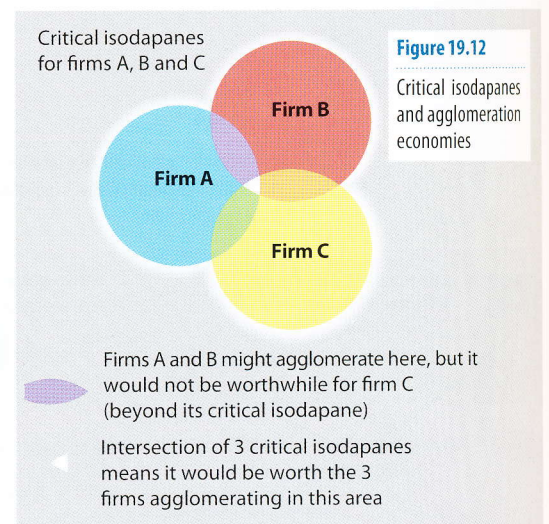 Critical isodapanes
for firms A, B and C
Figure 19.12
Critical isodapanes
and agglomeration
economies
Firm B
Firm A
Firm C
Firms A and B might agglomerate here, but it
would not be worthwhile for firm C
(beyond its critical isodapane)
Intersection of 3 critical isodapanes
means it would be worth the 3
firms agglomerating in this area